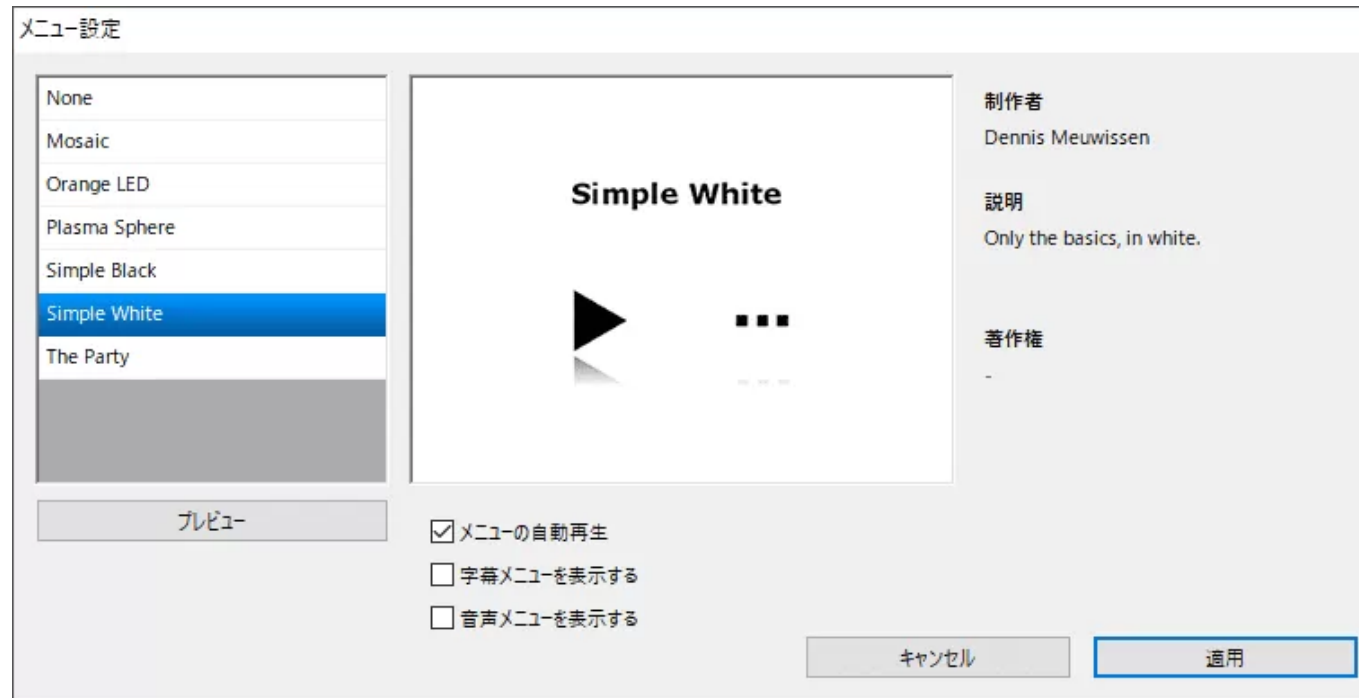 メニュー設定
None
Mosaic
Orange LED
Plasma Sphere
Simple Black
Simple White
The Party
プレビュー
Simple White
メニューの自動再生
字幕メニューを表示する
音声メニューを表示する
制作者
Dennis Meuwissen
説明
Only the basics, in white.
著作権
-
キャンセル
適用